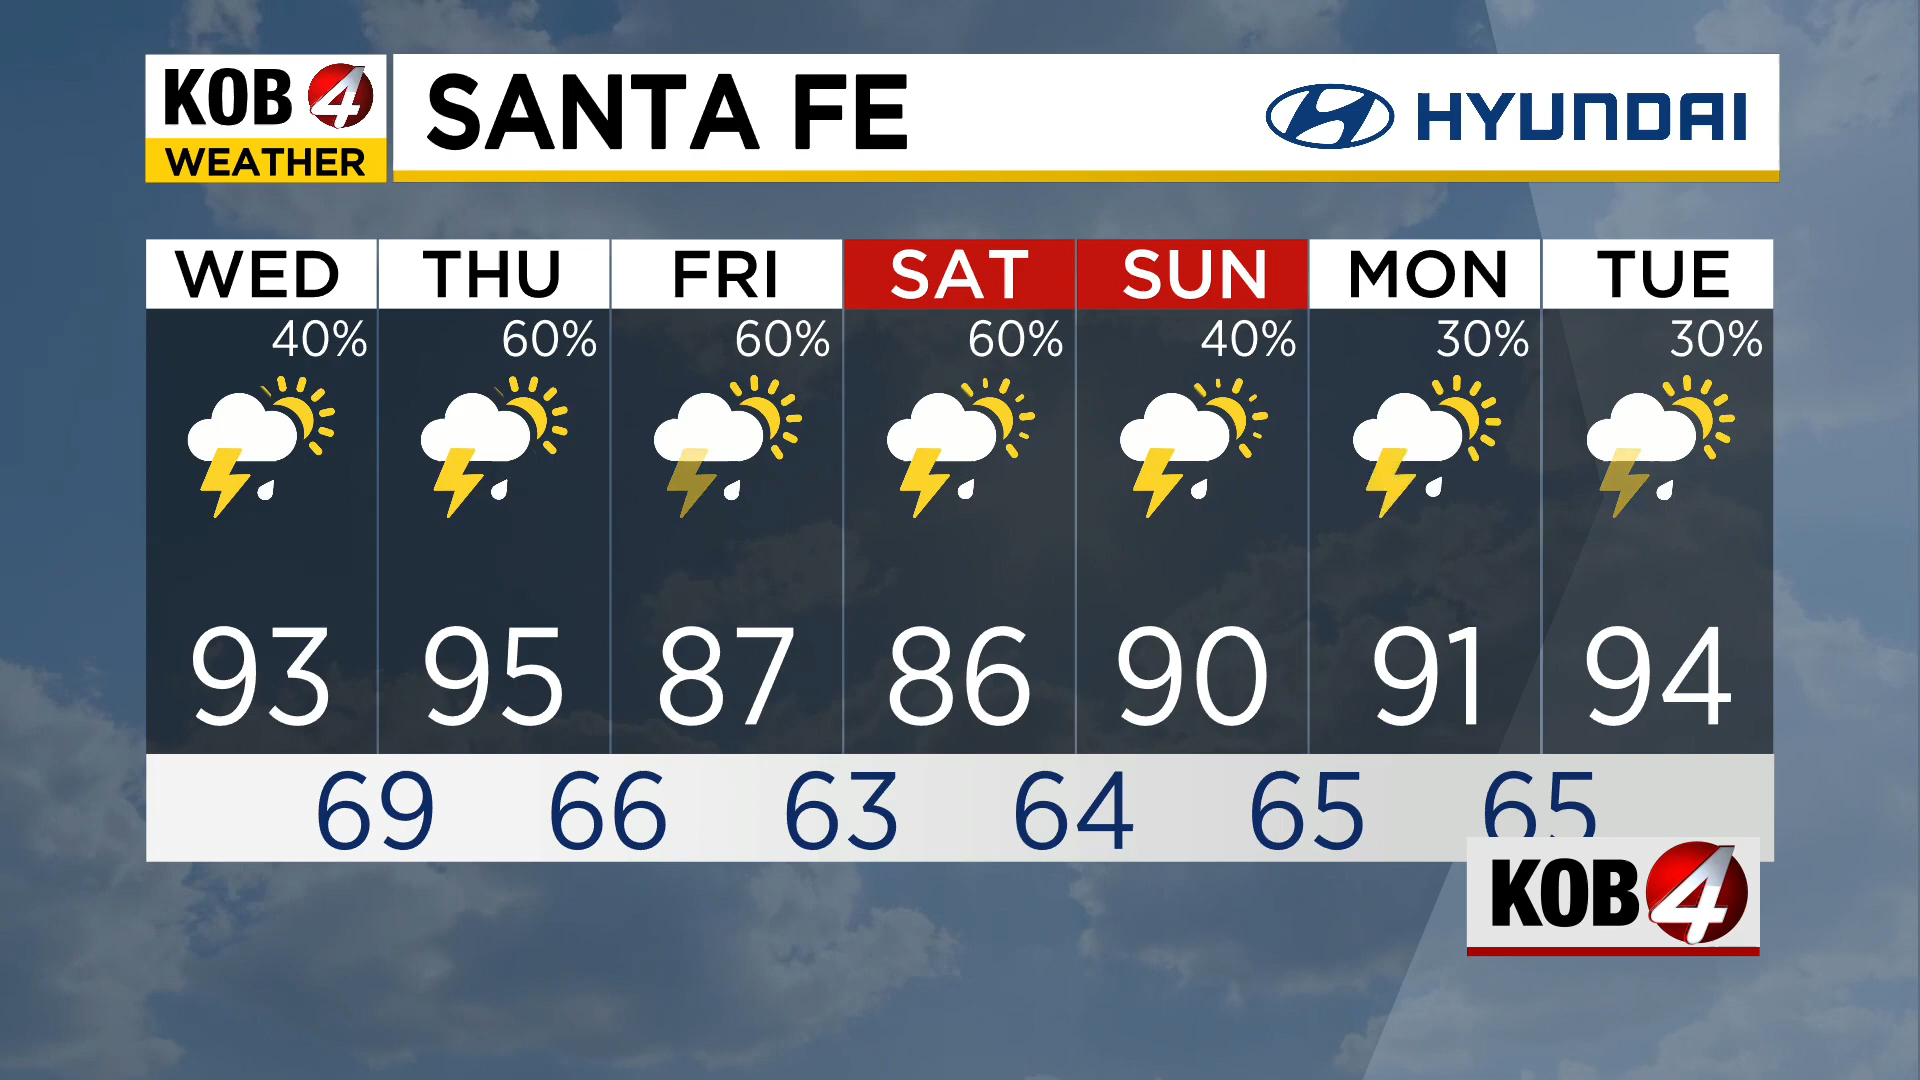 KOB 4
WEATHER
SANTA FE
HYUNDAI
WED THU FRI SAT SUN MON TUE
40% 60% 60% 60% 40% 30% 30%
93 95 87 86 90 91 94
69 66 63 64 65 65
KOB 4